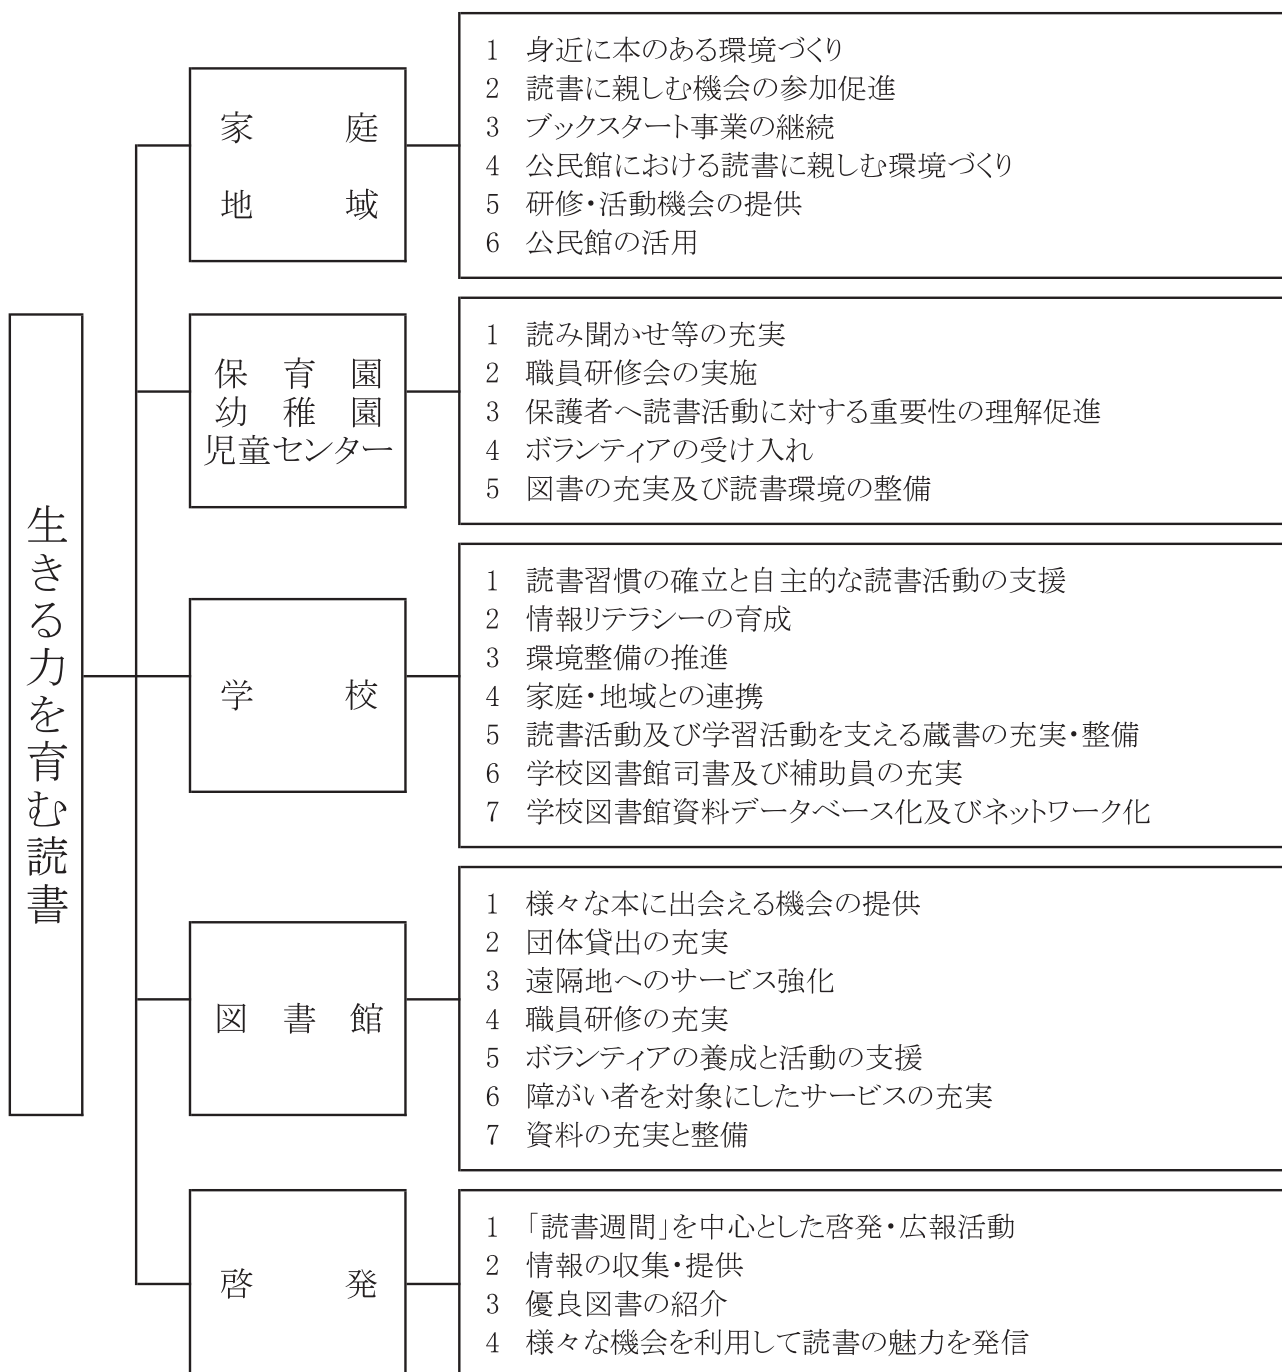 生きる力を育む読書
家庭
地域
1 身近に本のある環境づくり
2 読書に親しむ機会の参加促進
3 ブックスタート事業の継続
4 公民館における読書に親しむ環境づくり
5 研修・活動機会の提供
6 公民館の活用
保育園
幼稚園
児童センター
1 読み聞かせ等の充実
2 職員研修会の実施
3 保護者へ読書活動に対する重要性の理解促進
4 ボランティアの受け入れ
5 図書の充実及び読書環境の整備
学校
1 読書習慣の確立と自主的な読書活動の支援
2 情報リテラシーの育成
3 環境整備の推進
4 家庭・地域との連携
5 読書活動及び学習活動を支える蔵書の充実・整備
6 学校図書館司書及び補助員の充実
7 学校図書館資料データベース化及びネットワーク化
図書館
1 様々な本に出会える機会の提供
2 団体貸出の充実
3 遠隔地へのサービス強化
4 職員研修の充実
5 ボランティアの養成と活動の支援
6 障がい者を対象にしたサービスの充実
7 資料の充実と整備
啓発
1 「読書週間」を中心とした啓発・広報活動
2 情報の収集・提供
3 優良図書の紹介
4 様々な機会を利用して読書の魅力を発信